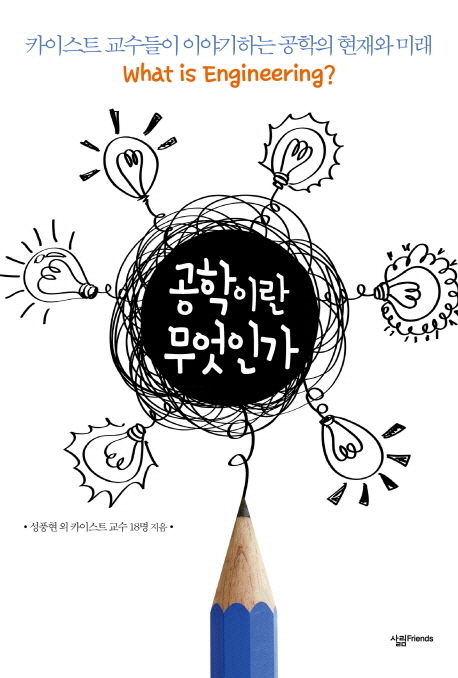 카이스트 교수들이 이야기하는 공학의 현재와 미래
What is Engineering?
공학이란
무엇인가
• 성풍현 외 카이스트 교수 18명 지음 •
살림Friends